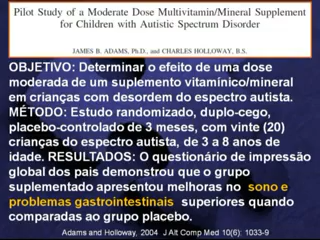 Pilot Study of a Moderate Dose Multivitamin/Mineral Supplement
for Children with Autistic Spectrum Disorder
JAMES B. ADAMS, Ph.D., and CHARLES HOLLOWAY, B.S.
OBJETIVO: Determinar o efeito de uma dose
moderada de um suplemento vitamínico/mineral
em crianças com desordem do espectro autista.
MÉTODO: Estudo randomizado, duplo-cego,
placebo-controlado de 3 meses, com vinte (20)
crianças do espectro autista, de 3 a 8 anos de
idade. RESULTADOS: O questionário de impressão
global dos pais demonstrou que o grupo
suplementado apresentou melhoras no sono e
problemas gastrointestinais superiores quando
comparadas ao grupo placebo.
Adams and Holloway, 2004 J Alt Comp Med 10(6): 1033-9